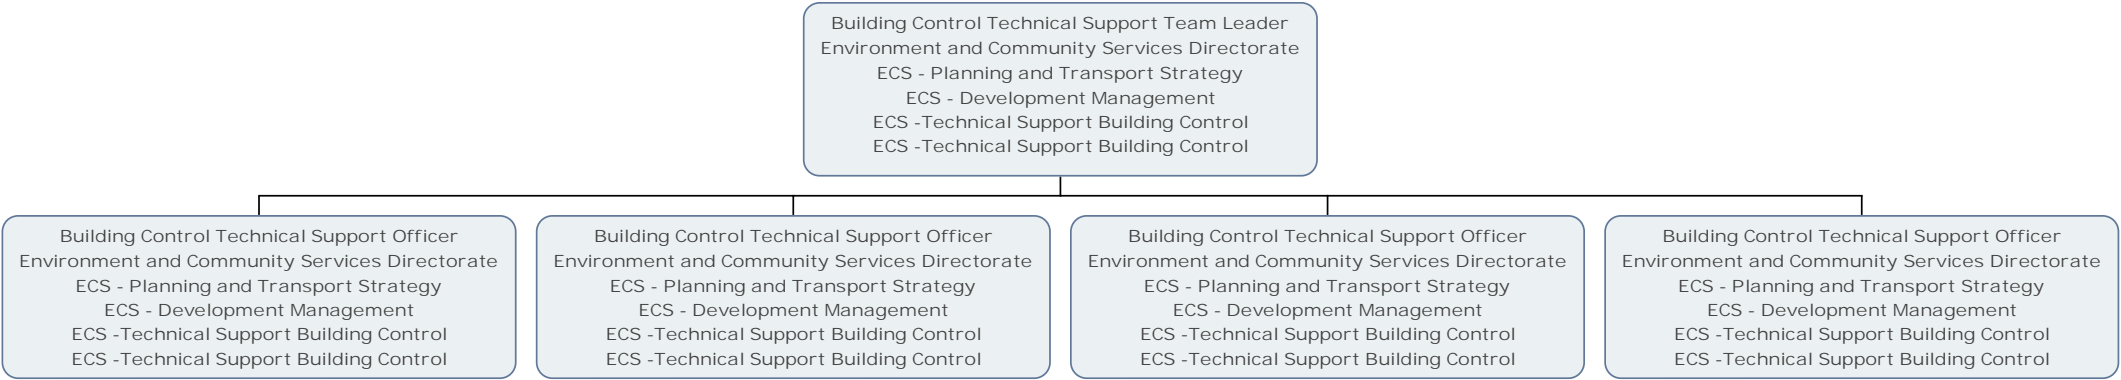 Building Control Technical Support Team Leader
Environment and Community Services Directorate
ECS - Planning and Transport Strategy
ECS - Development Management
ECS -Technical Support Building Control
ECS -Technical Support Building Control
Building Control Technical Support Officer
Environment and Community Services Directorate
ECS - Planning and Transport Strategy
ECS - Development Management
ECS -Technical Support Building Control
ECS -Technical Support Building Control
Building Control Technical Support Officer
Environment and Community Services Directorate
ECS - Planning and Transport Strategy
ECS - Development Management
ECS -Technical Support Building Control
ECS -Technical Support Building Control
Building Control Technical Support Officer
Environment and Community Services Directorate
ECS - Planning and Transport Strategy
ECS - Development Management
ECS -Technical Support Building Control
ECS -Technical Support Building Control
Building Control Technical Support Officer
Environment and Community Services Directorate
ECS - Planning and Transport Strategy
ECS - Development Management
ECS -Technical Support Building Control
ECS -Technical Support Building Control